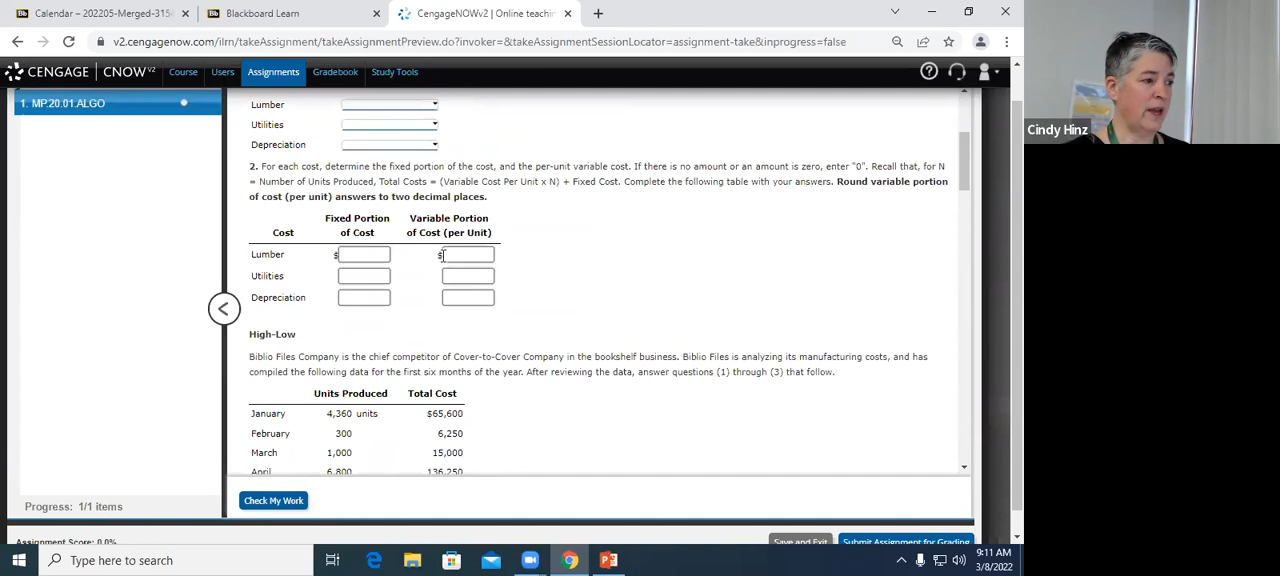 Calendar – 202205-Merged-315
Blackboard Learn
CengageNOWv2 | Online teachin
v2.cengagenow.com/ilrn/takeAssignment/takeAssignmentPreview.do?invoker=&takeAssignmentSessionLocator=assignment-take&inprogress=false
CENGAGE CNOWv2 Course Users Assignments Gradebook Study Tools
1. MP.20.01.ALGO
Lumber
Utilities
Depreciation
2. For each cost, determine the fixed portion of the cost, and the per-unit variable cost. If there is no amount or an amount is zero, enter "0". Recall that, for N
= Number of Units Produced, Total Costs = (Variable Cost Per Unit x N) + Fixed Cost. Complete the following table with your answers. Round variable portion
of cost (per unit) answers to two decimal places.
Fixed Portion Variable Portion
Cost of Cost of Cost (per Unit)
Lumber $ $
Utilities
Depreciation
High-Low
Biblio Files Company is the chief competitor of Cover-to-Cover Company in the bookshelf business. Biblio Files is analyzing its manufacturing costs, and has
compiled the following data for the first six months of the year. After reviewing the data, answer questions (1) through (3) that follow.
Units Produced Total Cost
January 4,360 units $65,600
February 300 6,250
March 1,000 15,000
April 6,800 136,250
Check My Work
Progress: 1/1 items
Assignment Score: 0.0%
Save and Exit Submit Assignment for Grading
Cindy Hinz
Type here to search
9:11 AM
3/8/2022